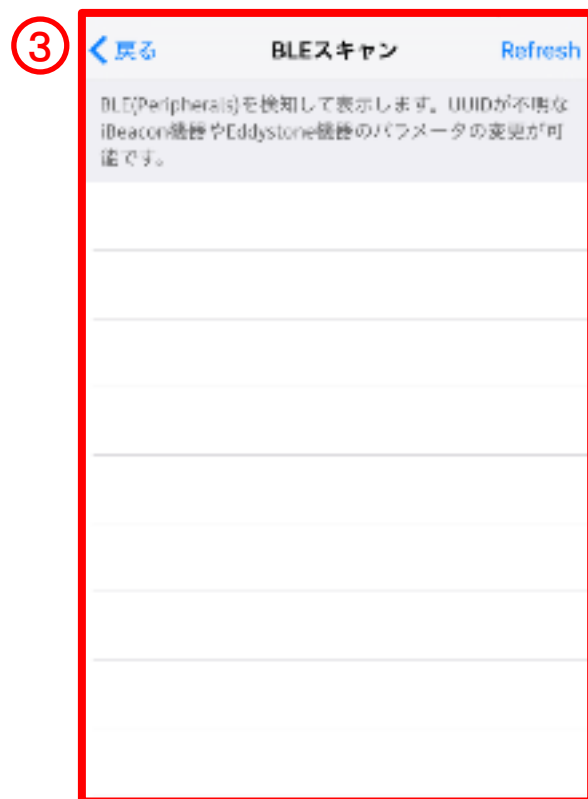 ③
戻る BLEスキャン Refresh
BLE(Peripherals)を検知して表示します。UUIDが不明な
iBeacon機器やEddystone機器のパラメータの変更が可
能です。